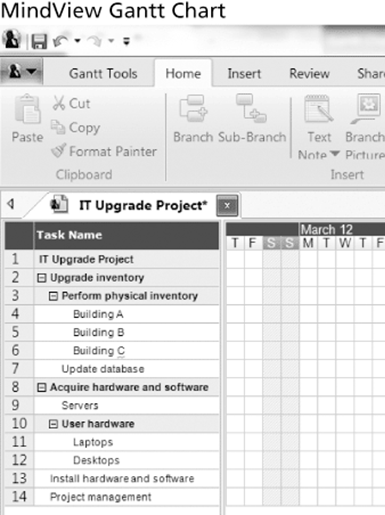 MindView Gantt Chart
Gantt Tools Home Insert Review Shar
Cut
Copy
Format Painter
Paste
Clipboard
Branch Sub-Branch
Text Note
Branch Picture
Insert
IT Upgrade Project* x
Task Name
March 12
T F S S M T W T F
1 IT Upgrade Project
2 Upgrade inventory
3 Perform physical inventory
4 Building A
5 Building B
6 Building C
7 Update database
8 Acquire hardware and software
9 Servers
10 User hardware
11 Laptops
12 Desktops
13 Install hardware and software
14 Project management